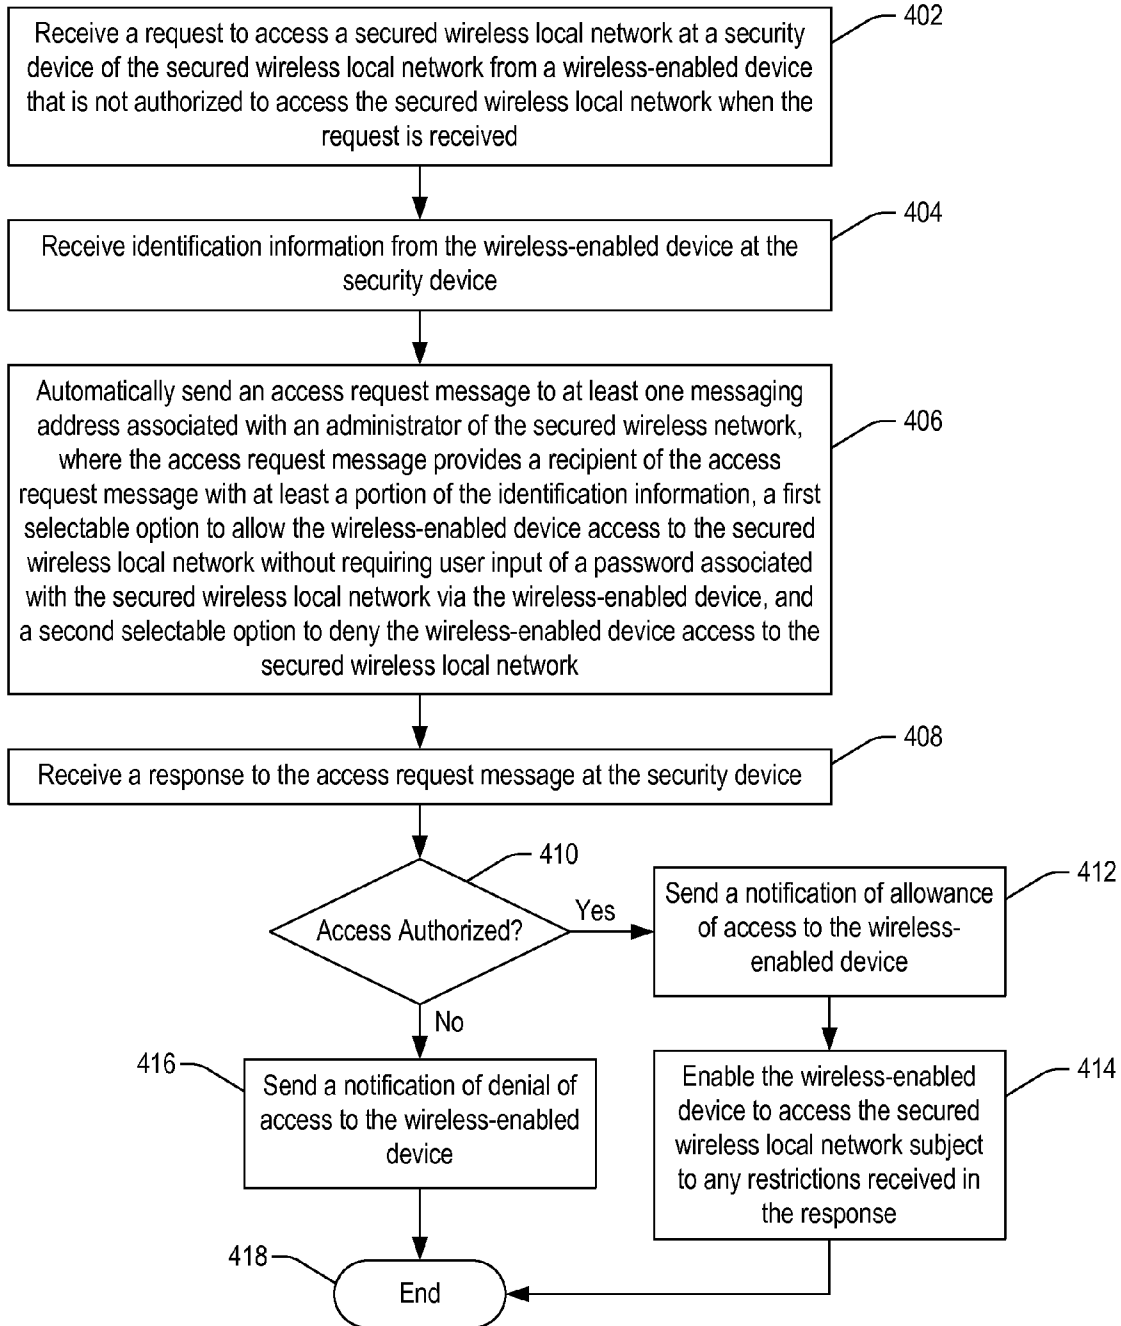 402
Receive a request to access a secured wireless local network at a security
device of the secured wireless local network from a wireless-enabled device
that is not authorized to access the secured wireless local network when the
request is received
404
Receive identification information from the wireless-enabled device at the
security device
406
Automatically send an access request message to at least one messaging
address associated with an administrator of the secured wireless network,
where the access request message provides a recipient of the access
request message with at least a portion of the identification information, a first
selectable option to allow the wireless-enabled device access to the secured
wireless local network without requiring user input of a password associated
with the secured wireless local network via the wireless-enabled device, and
a second selectable option to deny the wireless-enabled device access to the
secured wireless local network
408
Receive a response to the access request message at the security device
410
Access Authorized?
Yes
412
Send a notification of allowance
of access to the wireless-
enabled device
No
416
Send a notification of denial of
access to the wireless-enabled
device
414
Enable the wireless-enabled
device to access the secured
wireless local network subject
to any restrictions received in
the response
418
End